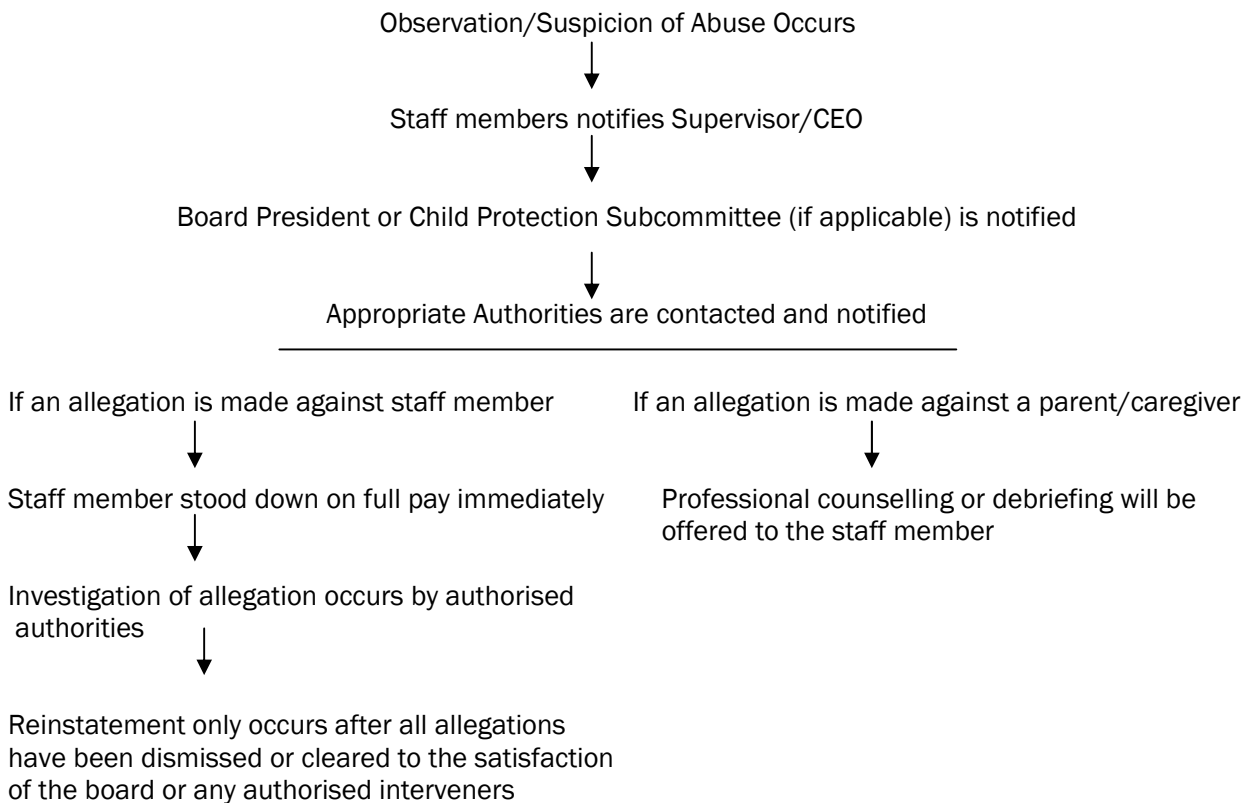 Observation/Suspicion of Abuse Occurs
Staff members notifies Supervisor/CEO
Board President or Child Protection Subcommittee (if applicable) is notified
Appropriate Authorities are contacted and notified
If an allegation is made against staff member
Staff member stood down on full pay immediately
Investigation of allegation occurs by authorised
authorities
Reinstatement only occurs after all allegations
have been dismissed or cleared to the satisfaction
of the board or any authorised interveners
If an allegation is made against a parent/caregiver
Professional counselling or debriefing will be
offered to the staff member